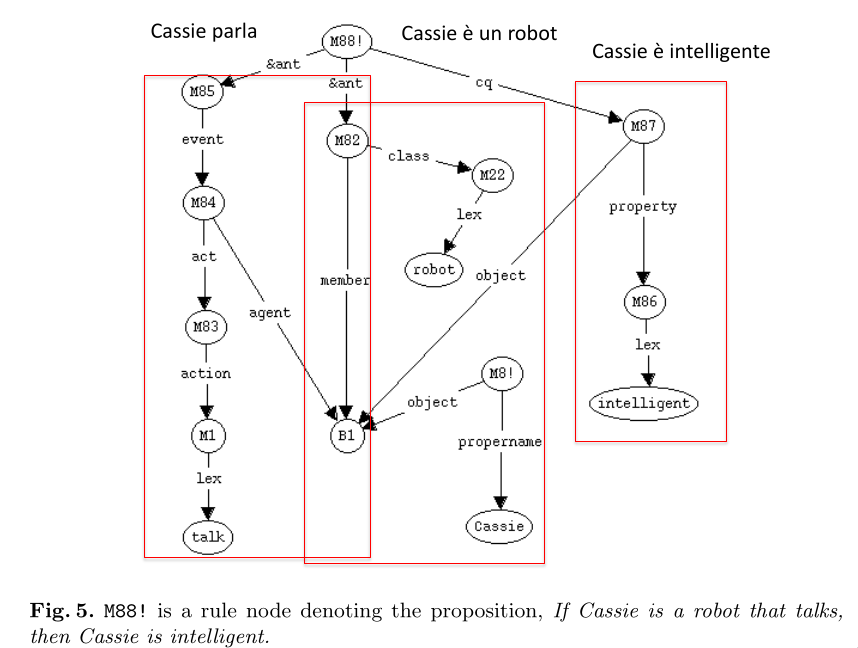 Cassie parla
Cassie è un robot
Cassie è intelligente
M88!
&ant
&ant
cq
M85
M82
M87
event
class
M22
M84
lex
property
act
robot
object
member
M86
agent
M83
lex
action
M8!
object
intelligent
M1
B1
propername
lex
talk
Cassie
Fig. 5. M88! is a rule node denoting the proposition, If Cassie is a robot that talks,
then Cassie is intelligent.